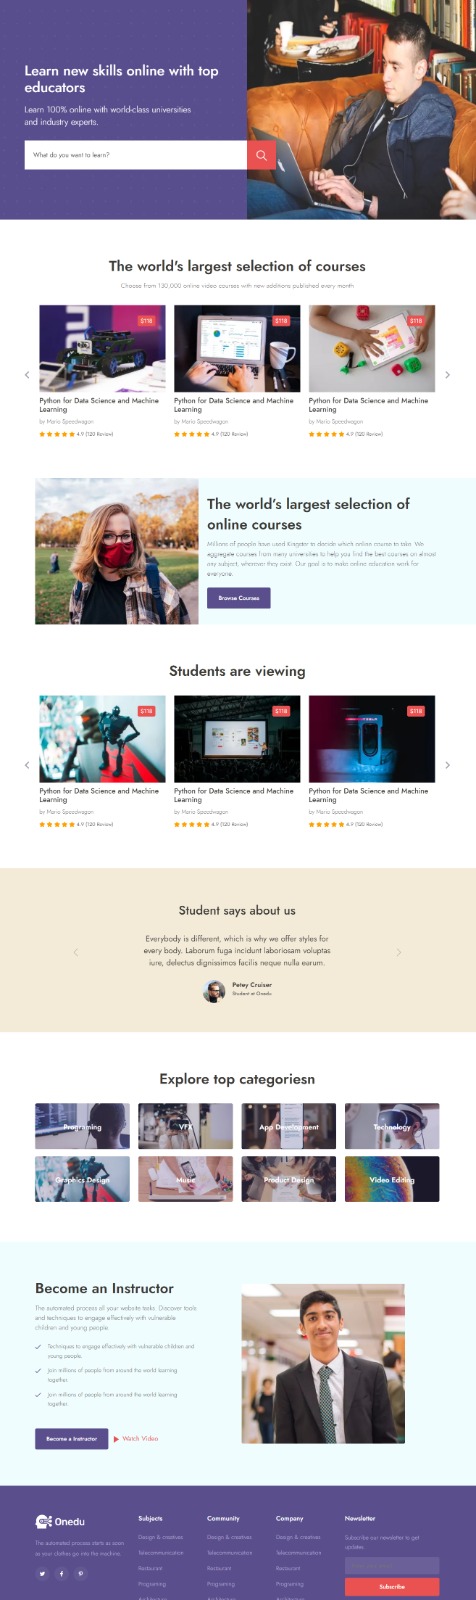 Learn new skills online with top
educators
Learn 100% online with world-class universities
and industry experts.
What do you want to learn?
The world's largest selection of courses
Choose from 130,000 online video courses with new additions published every month
$118
$118
$118
Python for Data Science and Machine
Learning
by Maria Speedwagon
4.9 (120 Review)
Python for Data Science and Machine
Learning
by Maria Speedwagon
4.9 (120 Review)
Python for Data Science and Machine
Learning
by Maria Speedwagon
4.9 (120 Review)
The world's largest selection of
online courses
Millions of people have used Klagster to decide which online course to take. We
aggregate courses from many universities to help you find the best courses on almost
any subject, wherever they exist. Our goal is to make online education work for
everyone.
Browse Courses
Students are viewing
$118
$118
$118
Python for Data Science and Machine
Learning
by Maria Speedwagon
4.9 (120 Review)
Python for Data Science and Machine
Learning
by Maria Speedwagon
4.9 (120 Review)
Python for Data Science and Machine
Learning
by Maria Speedwagon
4.9 (120 Review)
Student says about us
Everybody is different, which is why we offer styles for
every body. Laborum fuga incidunt laboriosam voluptas
iure, delectus dignissimos facilis neque nulla earum.
Petey Cruiser
Student at Onedu
Explore top categoriesn
Programing
VFX
App Development
Technology
Graphics Design
Music
Product Design
Video Editing
Become an Instructor
The automated process all your website tasks. Discover tools
and techniques to engage effectively with vulnerable
children and young people.
Techniques to engage effectively with vulnerable children and
young people.
Join millions of people from around the world learning
together.
Join millions of people from around the world learning
together.
Become a Instructor
Watch Video
Onedu
The automated process starts as soon
as your clothes go into the machine.
Subjects
Design & creatives
Telecommunication
Restaurant
Programing
Architecture
Community
Design & creatives
Telecommunication
Restaurant
Programing
Architecture
Company
Design & creatives
Telecommunication
Restaurant
Programing
Architecture
Newsletter
Subscribe our newsletter to get
updates
Subscribe